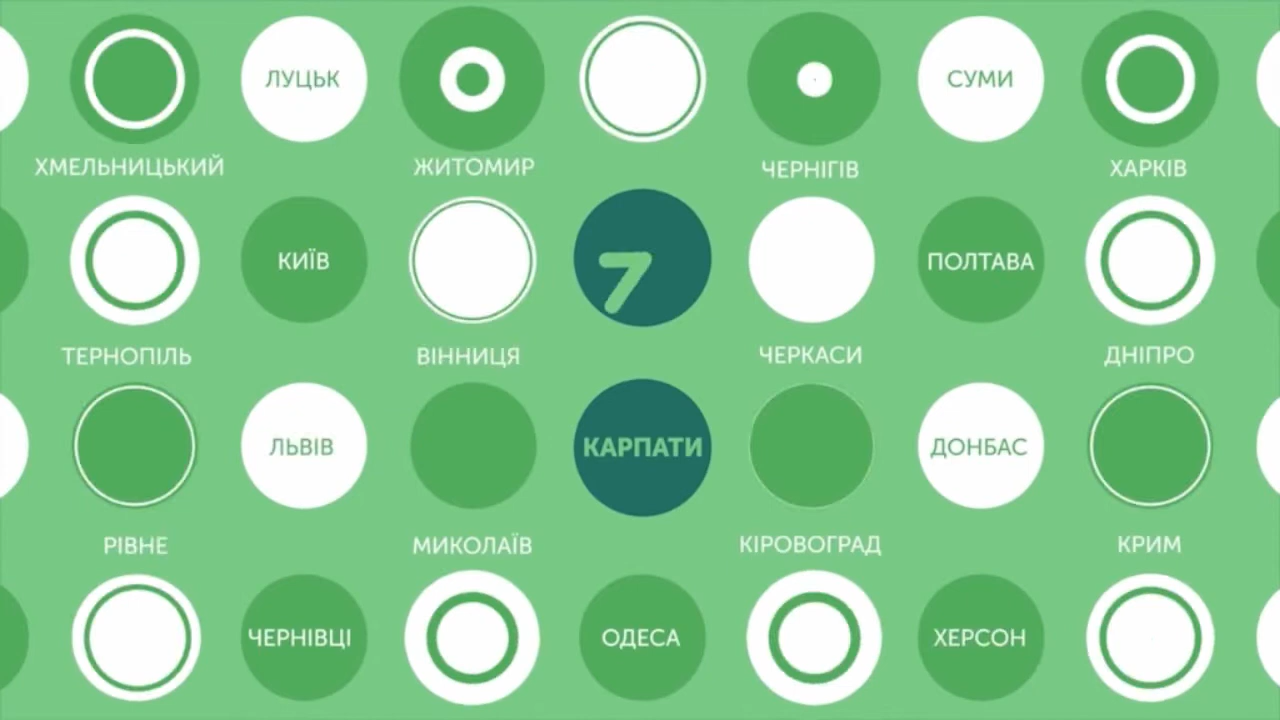 ЛУЦЬК
СУМИ
ХМЕЛЬНИЦЬКИЙ
ЖИТОМИР
ЧЕРНІГІВ
ХАРКІВ
КИЇВ
7
ПОЛТАВА
ТЕРНОПІЛЬ
ВІННИЦЯ
ЧЕРКАСИ
ДНІПРО
ЛЬВІВ
КАРПАТИ
ДОНБАС
РІВНЕ
МИКОЛАЇВ
КІРОВОГРАД
КРИМ
ЧЕРНІВЦІ
ОДЕСА
ХЕРСОН